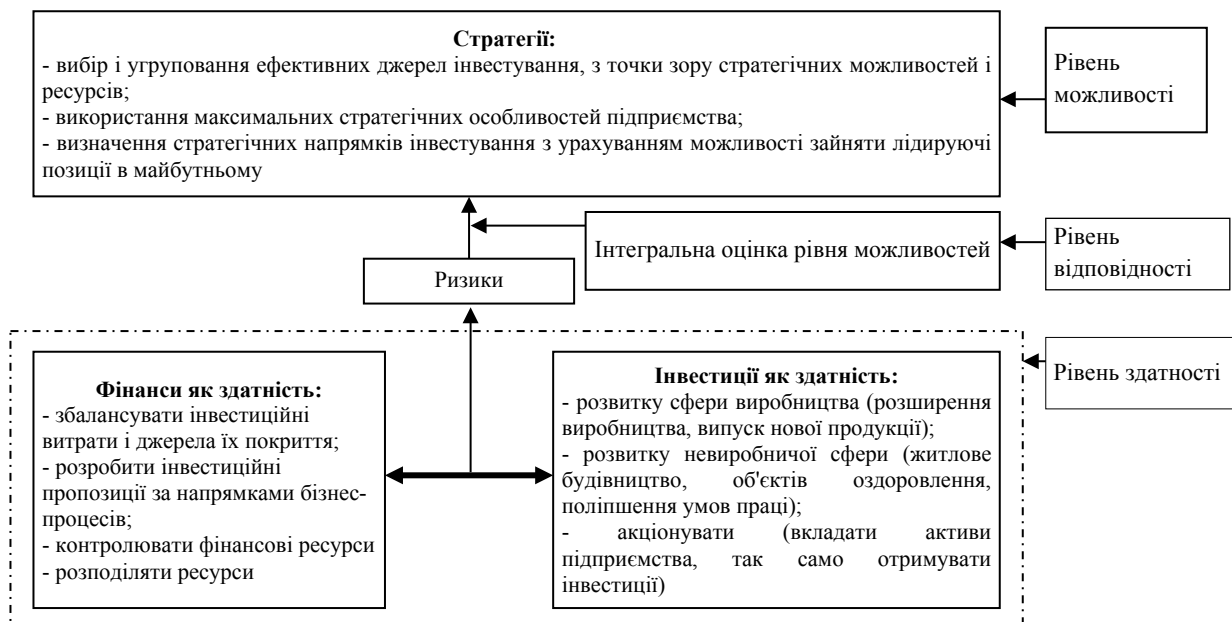 Стратегії:
- вибір і угруповання ефективних джерел інвестування, з точки зору стратегічних можливостей і
ресурсів;
- використання максимальних стратегічних особливостей підприємства;
- визначення стратегічних напрямків інвестування з урахуванням можливості зайняти лідируючі
позиції в майбутньому
Рівень
можливості
Інтегральна оцінка рівня можливостей
Рівень
відповідності
Ризики
Фінанси як здатність:
- збалансувати інвестиційні
витрати і джерела їх покриття;
- розробити інвестиційні
пропозиції за напрямками бізнес-
процесів;
- контролювати фінансові ресурси
- розподіляти ресурси
Інвестиції як здатність:
- розвитку сфери виробництва (розширення
виробництва, випуск нової продукції);
- розвитку невиробничої сфери (житлове
будівництво, об'єктів оздоровлення,
поліпшення умов праці);
- акціонувати (вкладати активи
підприємства, так само отримувати
інвестиції)
Рівень здатності